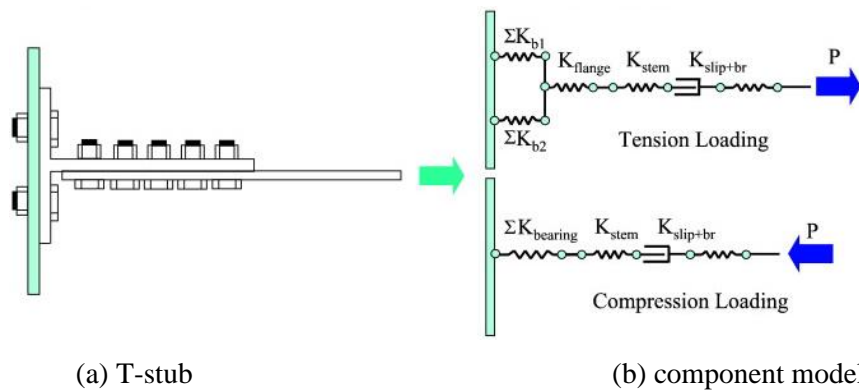 ΣK_b1
K_flange K_stem K_slip+br P
ΣK_b2
Tension Loading
ΣK_bearing K_stem K_slip+br P
Compression Loading
(a) T-stub (b) component model